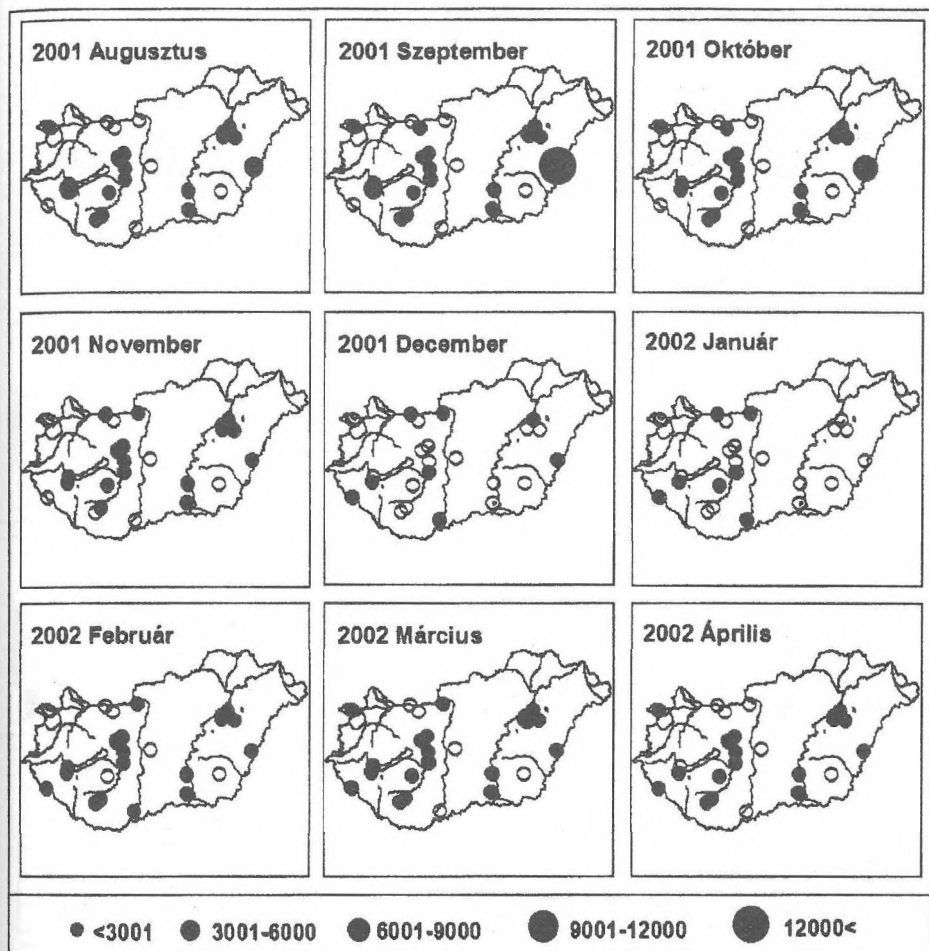 2001 Augusztus
2001 Szeptember
2001 Október
2001 November
2001 December
2002 Január
2002 Február
2002 Március
2002 Április
<3001
3001-6000
6001-9000
9001-12000
12000<